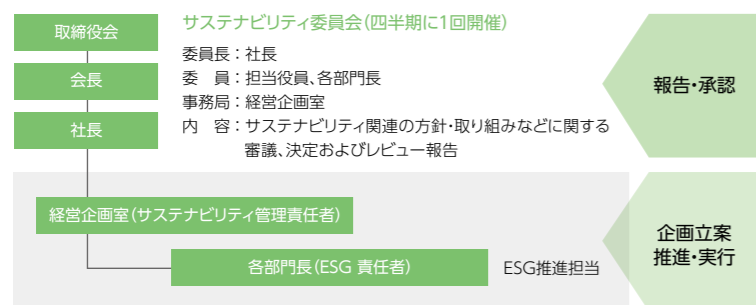 取締役会
会長
社長
サステナビリティ委員会(四半期に1回開催)
委員長：社長
委　員：担当役員、各部門長
事務局：経営企画室
内　容：サステナビリティ関連の方針・取り組みなどに関する
審議、決定およびレビュー報告
報告・承認
経営企画室(サステナビリティ管理責任者)
各部門長(ESG 責任者)
ESG推進担当
企画立案
推進・実行